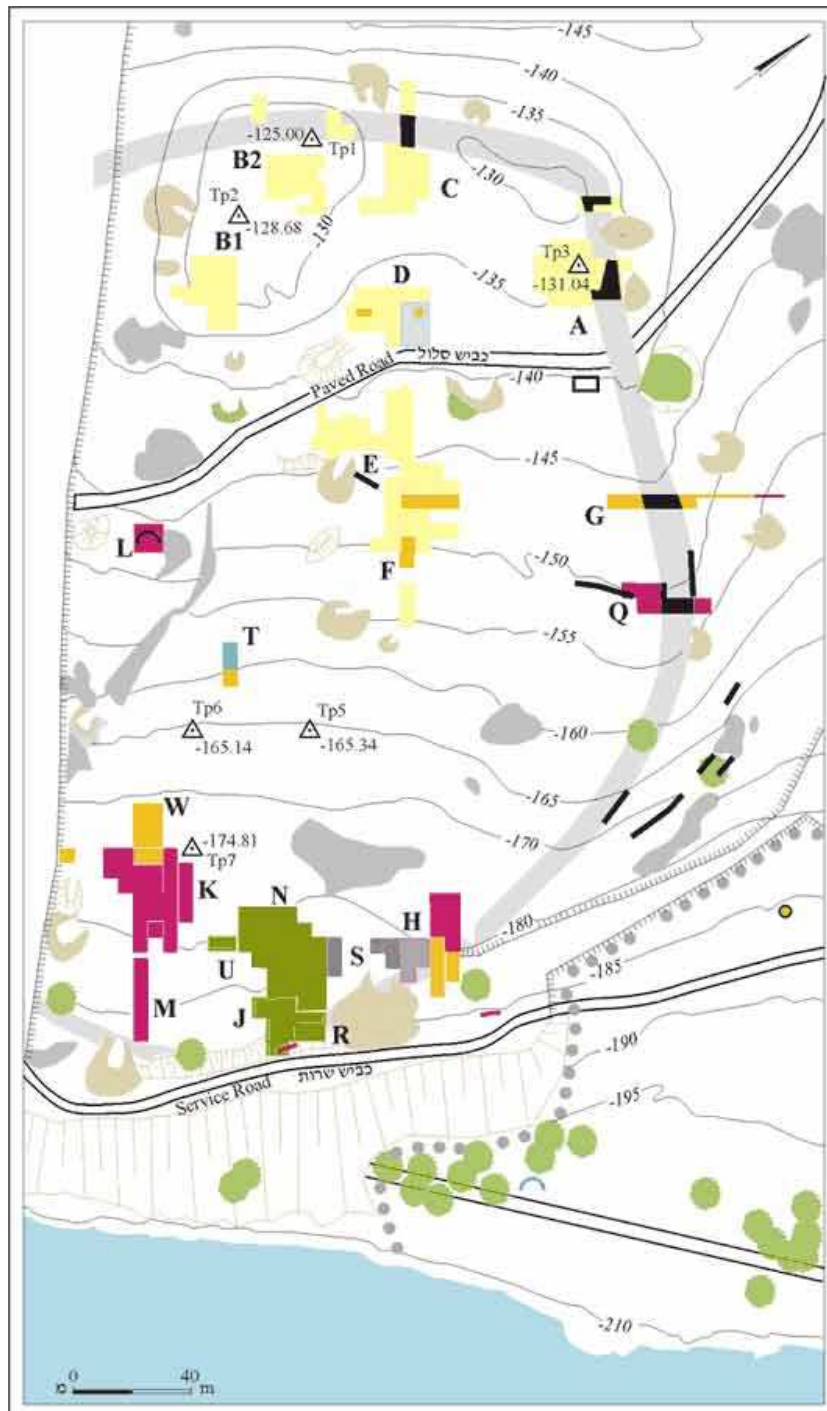 -145
-140
-135
-125.00
Tp1
B2
-130
C
Tp2
-128.68
-130
B1
Tp3
-131.04
D
-135
A
כביש סלול
Paved Road
-140
-145
E
G
L
F
-150
Q
-155
T
Tp6
Tp5
-165.14
-165.34
-160
-165
W
-174.81
Tp7
-170
K
N
H
-180
U
S
-185
M
J
R
-190
Service Road
כביש שרות
-195
-210
מ 0 40 m